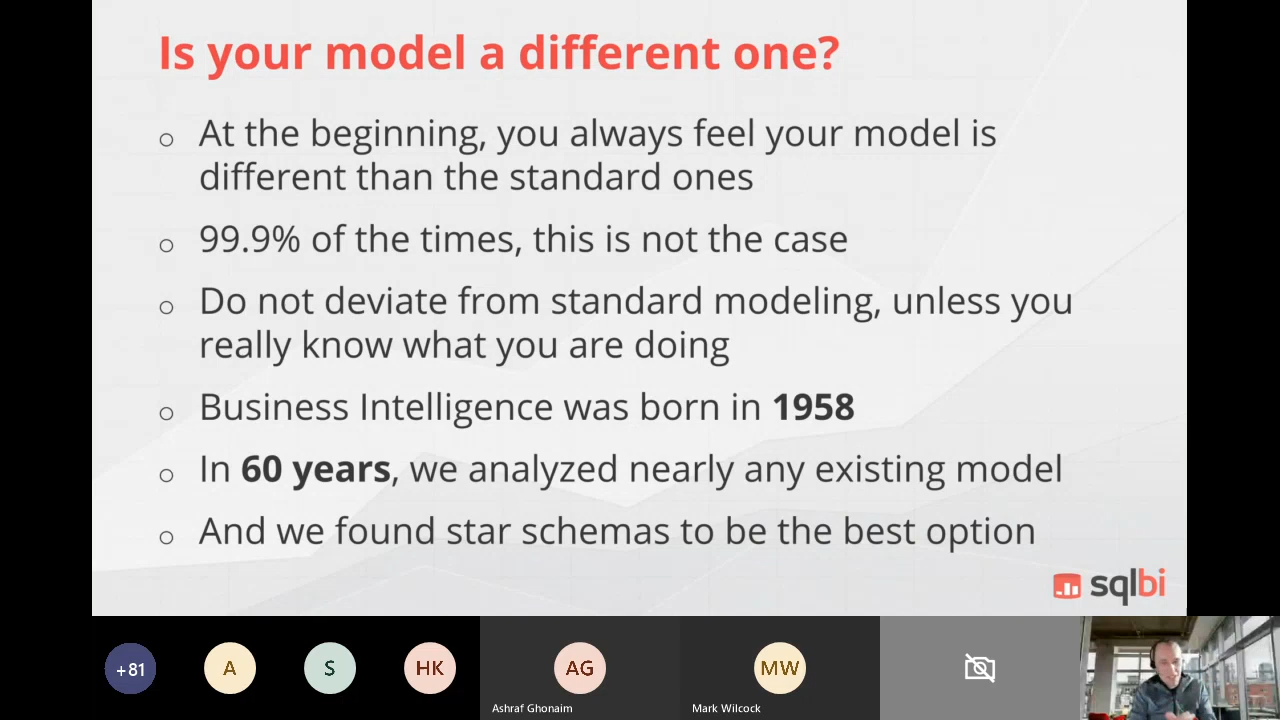 Is your model a different one?
At the beginning, you always feel your model is
different than the standard ones
99.9% of the times, this is not the case
Do not deviate from standard modeling, unless you
really know what you are doing
Business Intelligence was born in 1958
In 60 years, we analyzed nearly any existing model
And we found star schemas to be the best option
sqlbi
+81
A
S
HK
AG
MW
Ashraf Ghonaim
Mark Wilcock